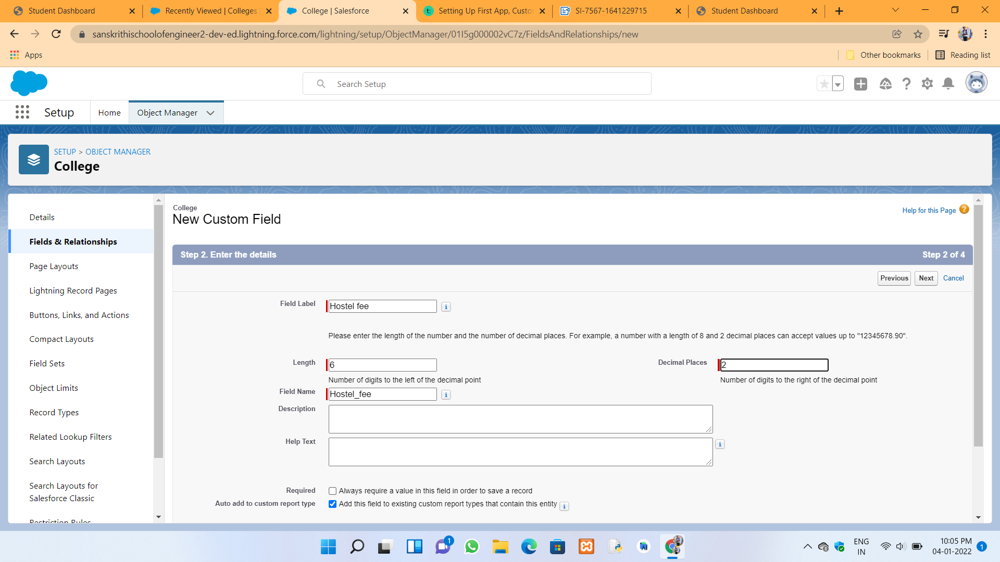 Student Dashboard
Recently Viewed | Colleges
College | Salesforce
Setting Up First App, Custo
SI-7567-1641229715
Student Dashboard
sanskrithischoolofengineer2-dev-ed.lightning.force.com/lightning/setup/ObjectManager/01I5g000002vC7z/FieldsAndRelationships/new
Apps
Other bookmarks
Reading list
Search Setup
Setup
Home
Object Manager
SETUP > OBJECT MANAGER
College
Details
Fields & Relationships
Page Layouts
Lightning Record Pages
Buttons, Links, and Actions
Compact Layouts
Field Sets
Object Limits
Record Types
Related Lookup Filters
Search Layouts
Search Layouts for
Salesforce Classic
Restriction Rules
College
New Custom Field
Help for this Page
Step 2. Enter the details
Step 2 of 4
Previous
Next
Cancel
Field Label
Hostel fee
Please enter the length of the number and the number of decimal places. For example, a number with a length of 8 and 2 decimal places can accept values up to "12345678.90".
Length
6
Decimal Places
2
Number of digits to the left of the decimal point
Number of digits to the right of the decimal point
Field Name
Hostel_fee
Description
Help Text
Required
Always require a value in this field in order to save a record
Auto add to custom report type
Add this field to existing custom report types that contain this entity
1
ENG
IN
10:05 PM
04-01-2022
1